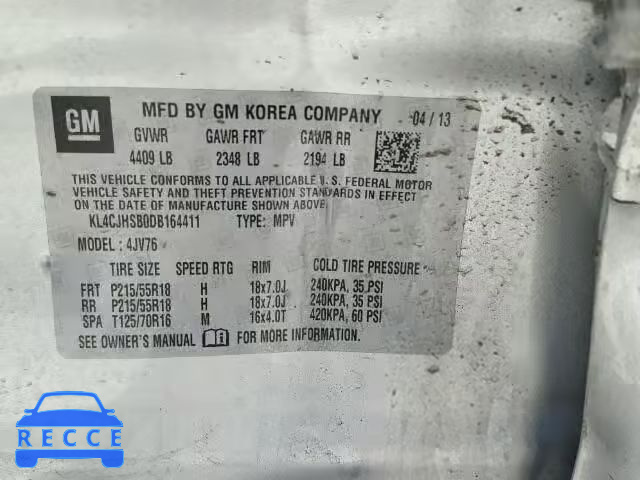 GM
MFD BY GM KOREA COMPANY 04 / 13
GVWR GAWR FRT GAWR RR
4409 LB 2348 LB 2194 LB
THIS VEHICLE CONFORMS TO ALL APPLICABLE U. S. FEDERAL MOTOR
VEHICLE SAFETY AND THEFT PREVENTION STANDARDS IN EFFECT ON THE
DATE OF MANUFACTURE SHOWN ABOVE.
KL4CJHSB0DB164411 TYPE: MPV
MODEL : 4JV76
TIRE SIZE SPEED RTG RIM COLD TIRE PRESSURE
FRT P215/55R18 H 18x7.0J 240KPA, 35 PSI
RR P215/55R18 H 18x7.0J 240KPA, 35 PSI
SPA T125/70R16 M 16x4.0T 420KPA, 60 PSI
SEE OWNER'S MANUAL FOR MORE INFORMATION.
RECCE